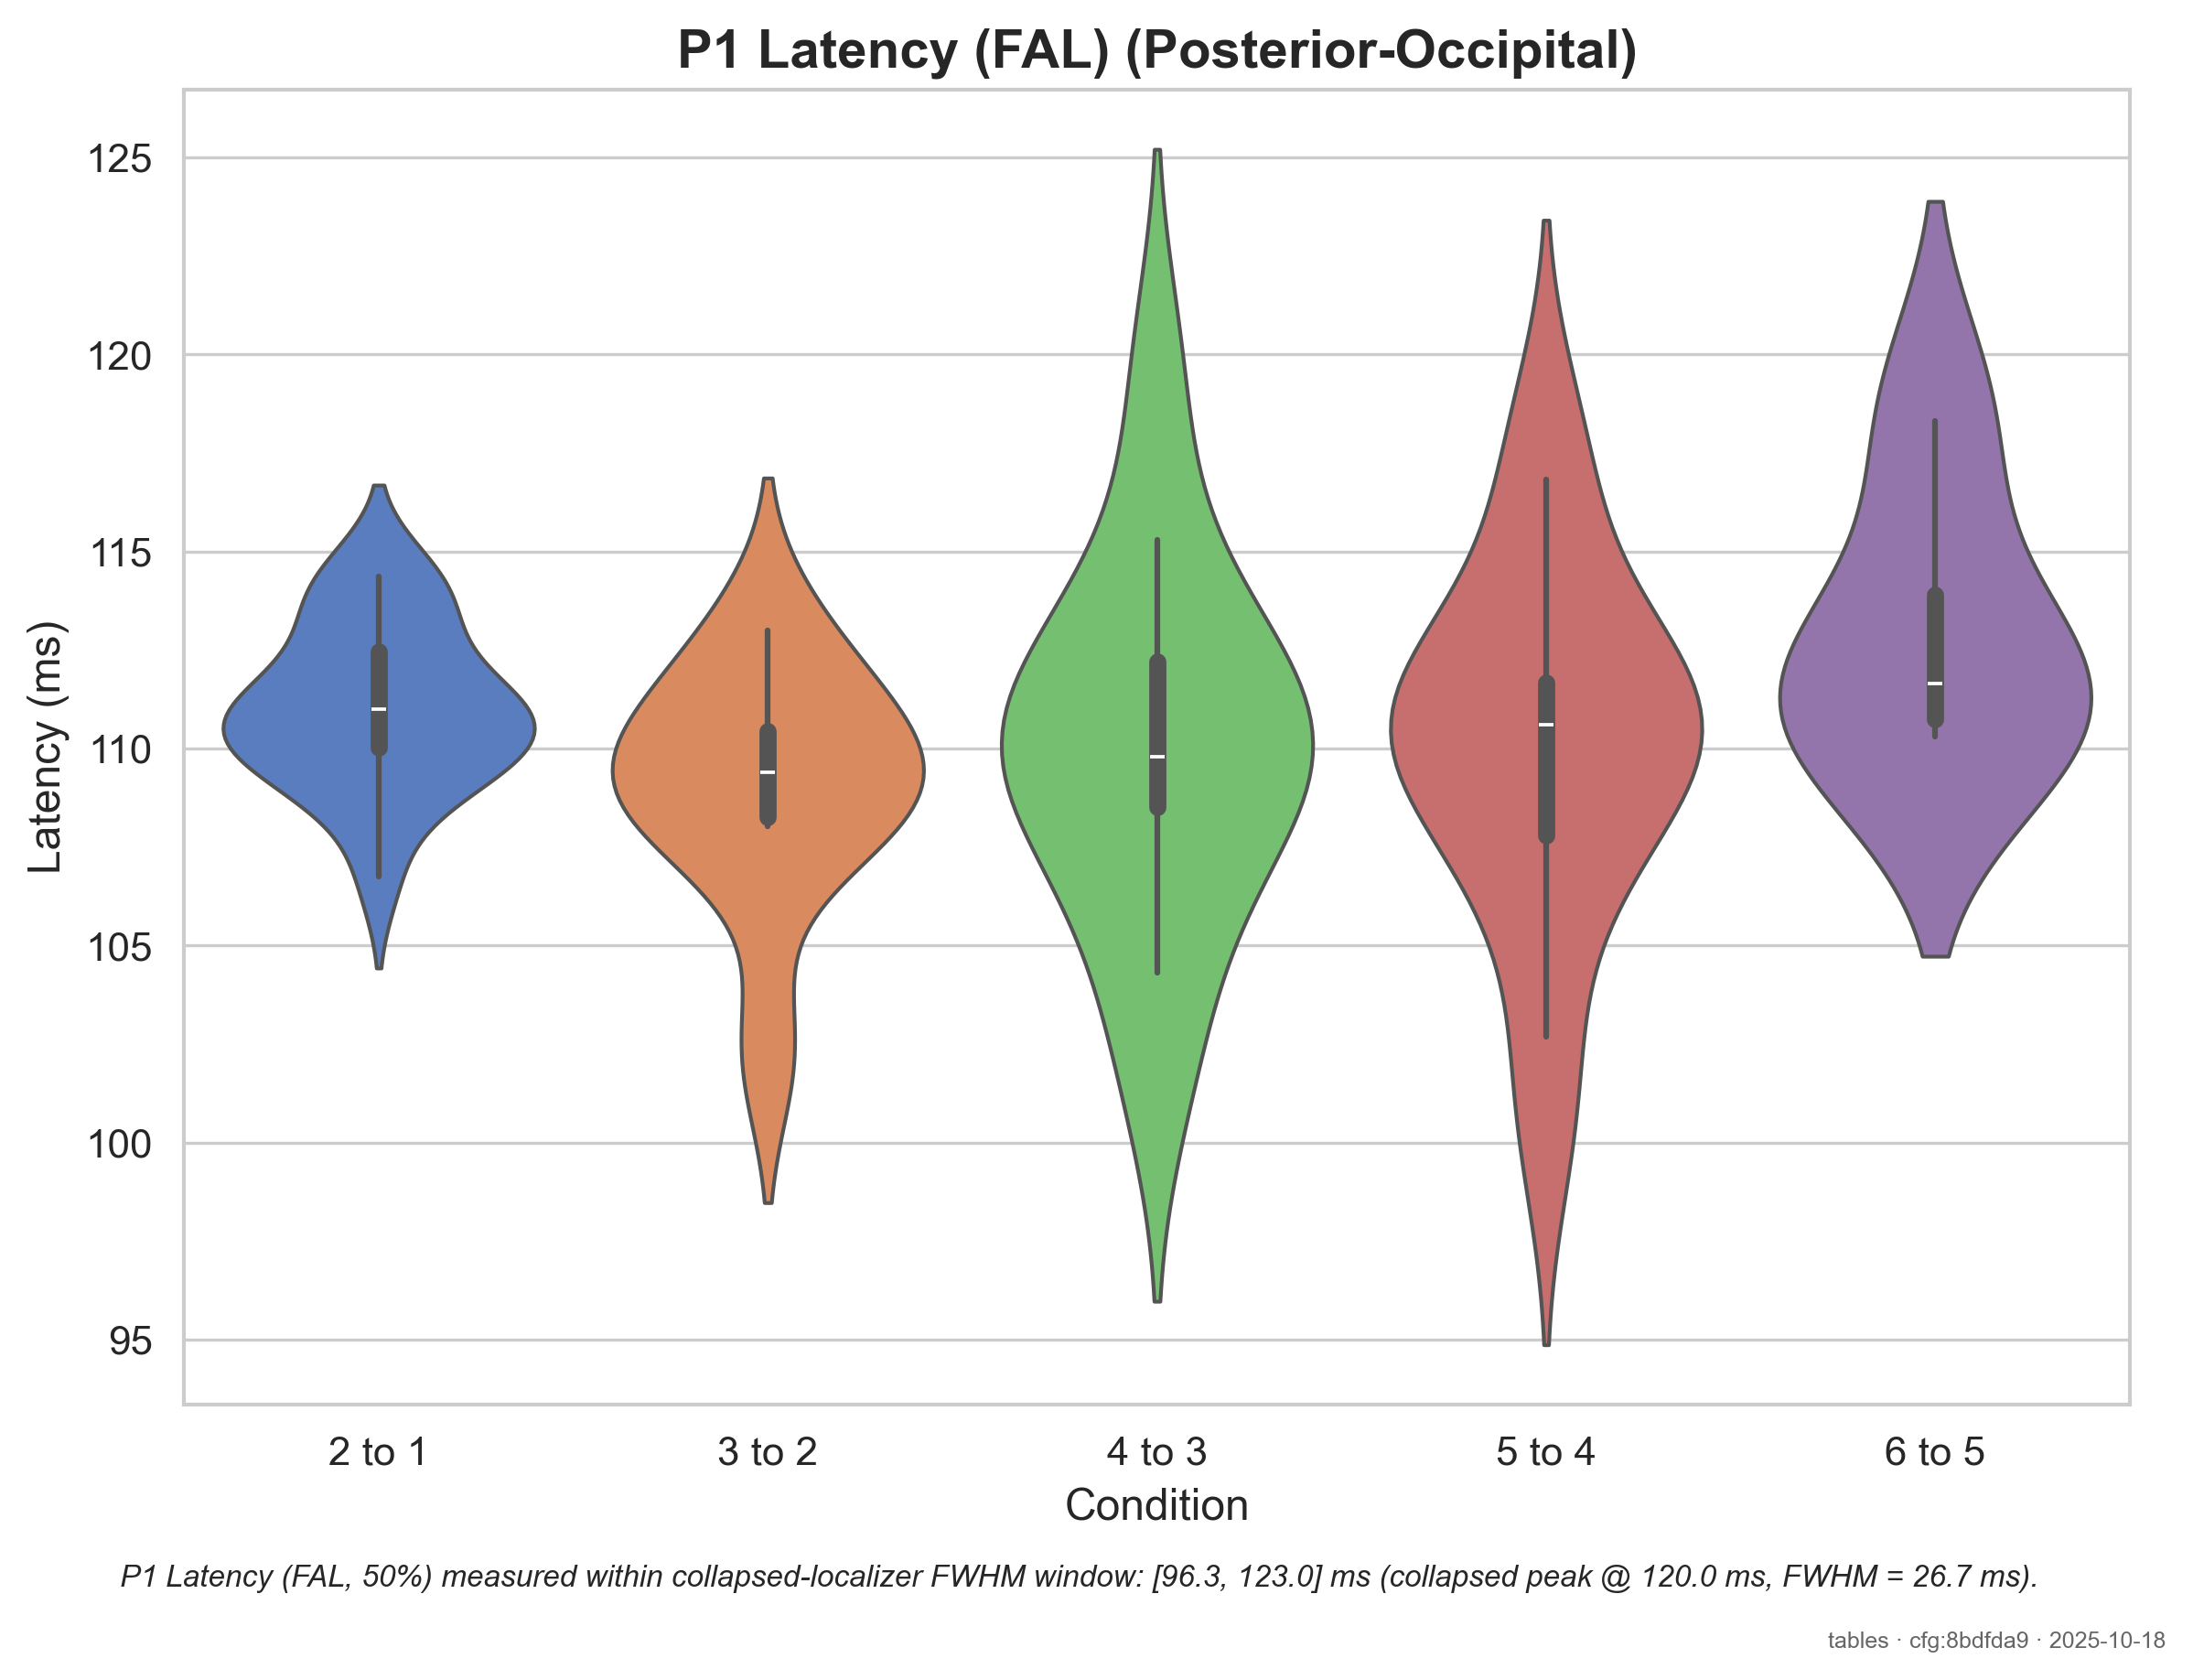 P1 Latency (FAL) (Posterior-Occipital)
Latency (ms)
125
120
115
110
105
100
95
2 to 1
3 to 2
4 to 3
5 to 4
6 to 5
Condition
P1 Latency (FAL, 50%) measured within collapsed-localizer FWHM window: [96.3, 123.0] ms (collapsed peak @ 120.0 ms, FWHM = 26.7 ms).
tables · cfg:8bdfda9 · 2025-10-18